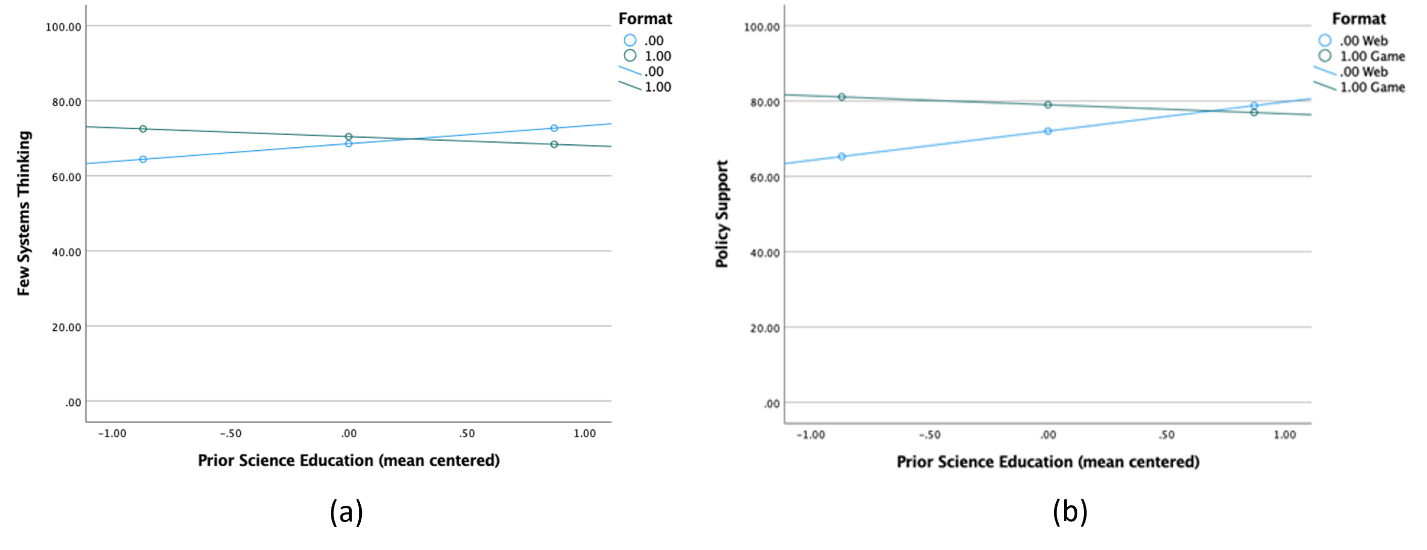 Format
.00
1.00
.00
1.00
100.00
80.00
60.00
40.00
20.00
.00
Few Systems Thinking
–1.00
–.50
.00
.50
1.00
Prior Science Education (mean centered)
(a)
Format
.00 Web
1.00 Game
.00 Web
1.00 Game
100.00
80.00
60.00
40.00
20.00
.00
Policy Support
–1.00
–.50
.00
.50
1.00
Prior Science Education (mean centered)
(b)